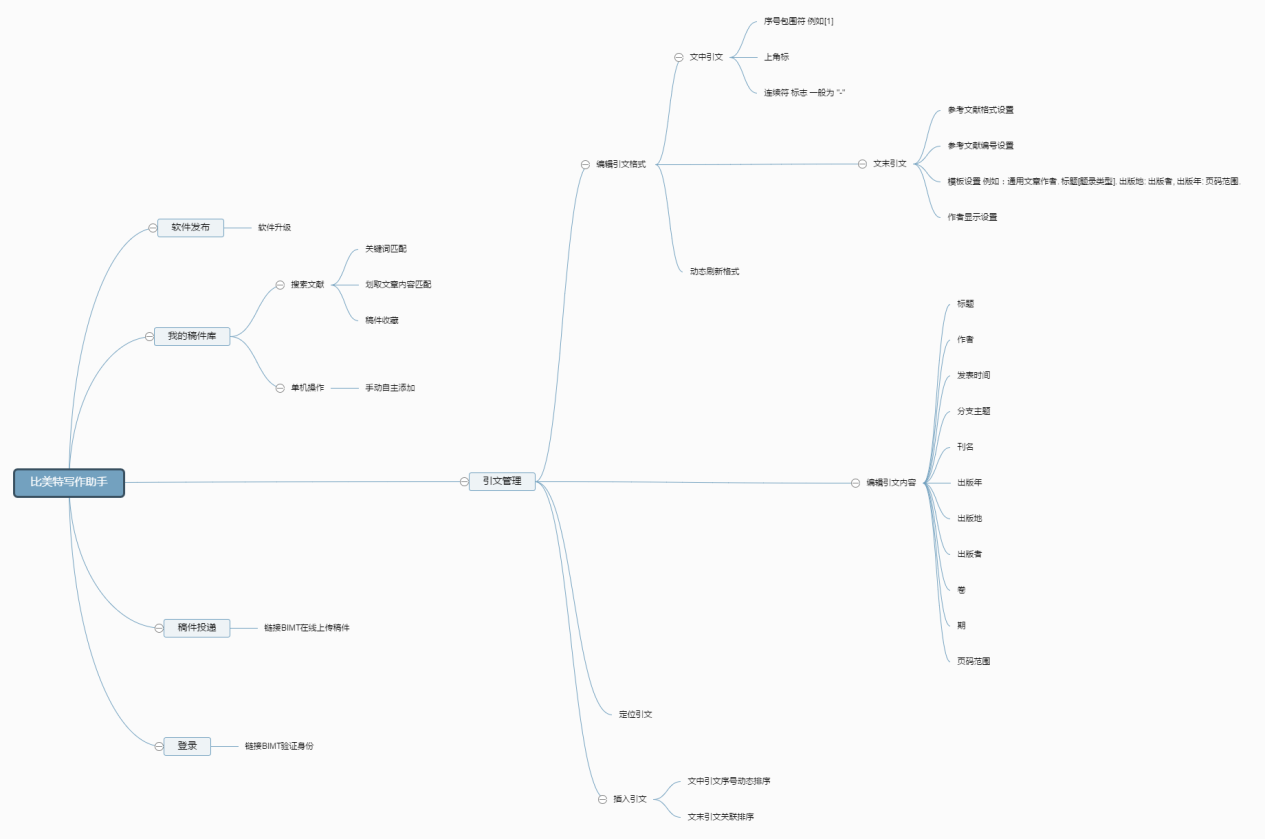 比美特写作助手
软件发布
软件升级
我的稿件库
搜索文献
关键词匹配
划取文章内容匹配
稿件收藏
单机操作
手动自主添加
引文管理
编辑引文格式
文中引文
序号包围符 例如[1]
上角标
连续符 标志 一般为 "-"
文末引文
参考文献格式设置
参考文献编号设置
模板设置 例如：通用文章作者. 标题[题录类型]. 出版地: 出版者, 出版年: 页码范围.
作者显示设置
动态刷新格式
编辑引文内容
标题
作者
发表时间
分支主题
刊名
出版年
出版地
出版者
卷
期
页码范围
定位引文
插入引文
文中引文序号动态排序
文末引文关联排序
稿件投递
链接BIMT在线上传稿件
登录
链接BIMT验证身份